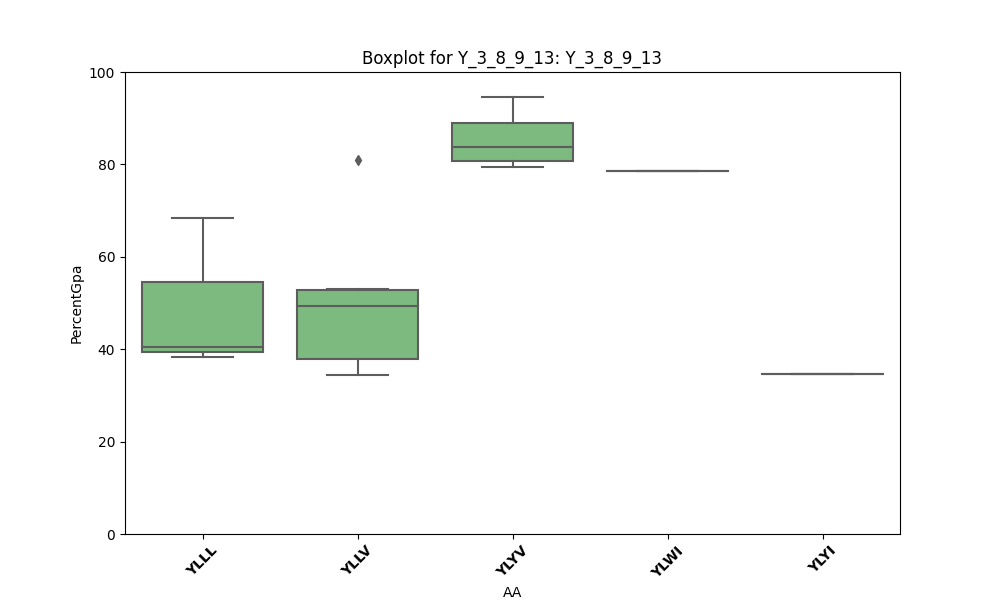 Boxplot for Y_3_8_9_13: Y_3_8_9_13
100
80
60
40
20
0
PercentGpa
YLLL
YLLV
YLYV
YLWI
YLYI
AA